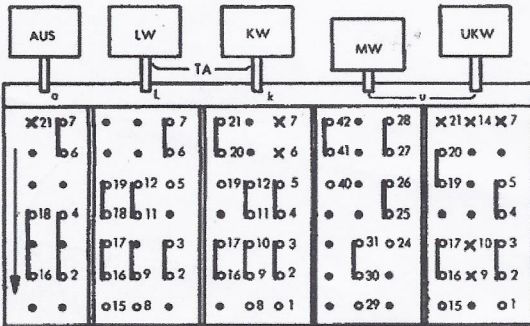 AUS LW KW MW UKW
TA
a L k u
21 7 7 21 7 42 28 21 14 7
6 6 20 6 41 27 20
19 12 5 19 12 5 40 26 19 5
18 4 18 11 11 4 25 4
17 3 17 10 3 31 24 17 10 3
16 2 16 9 2 16 9 2 30 16 9 2
15 8 8 1 29 15 1